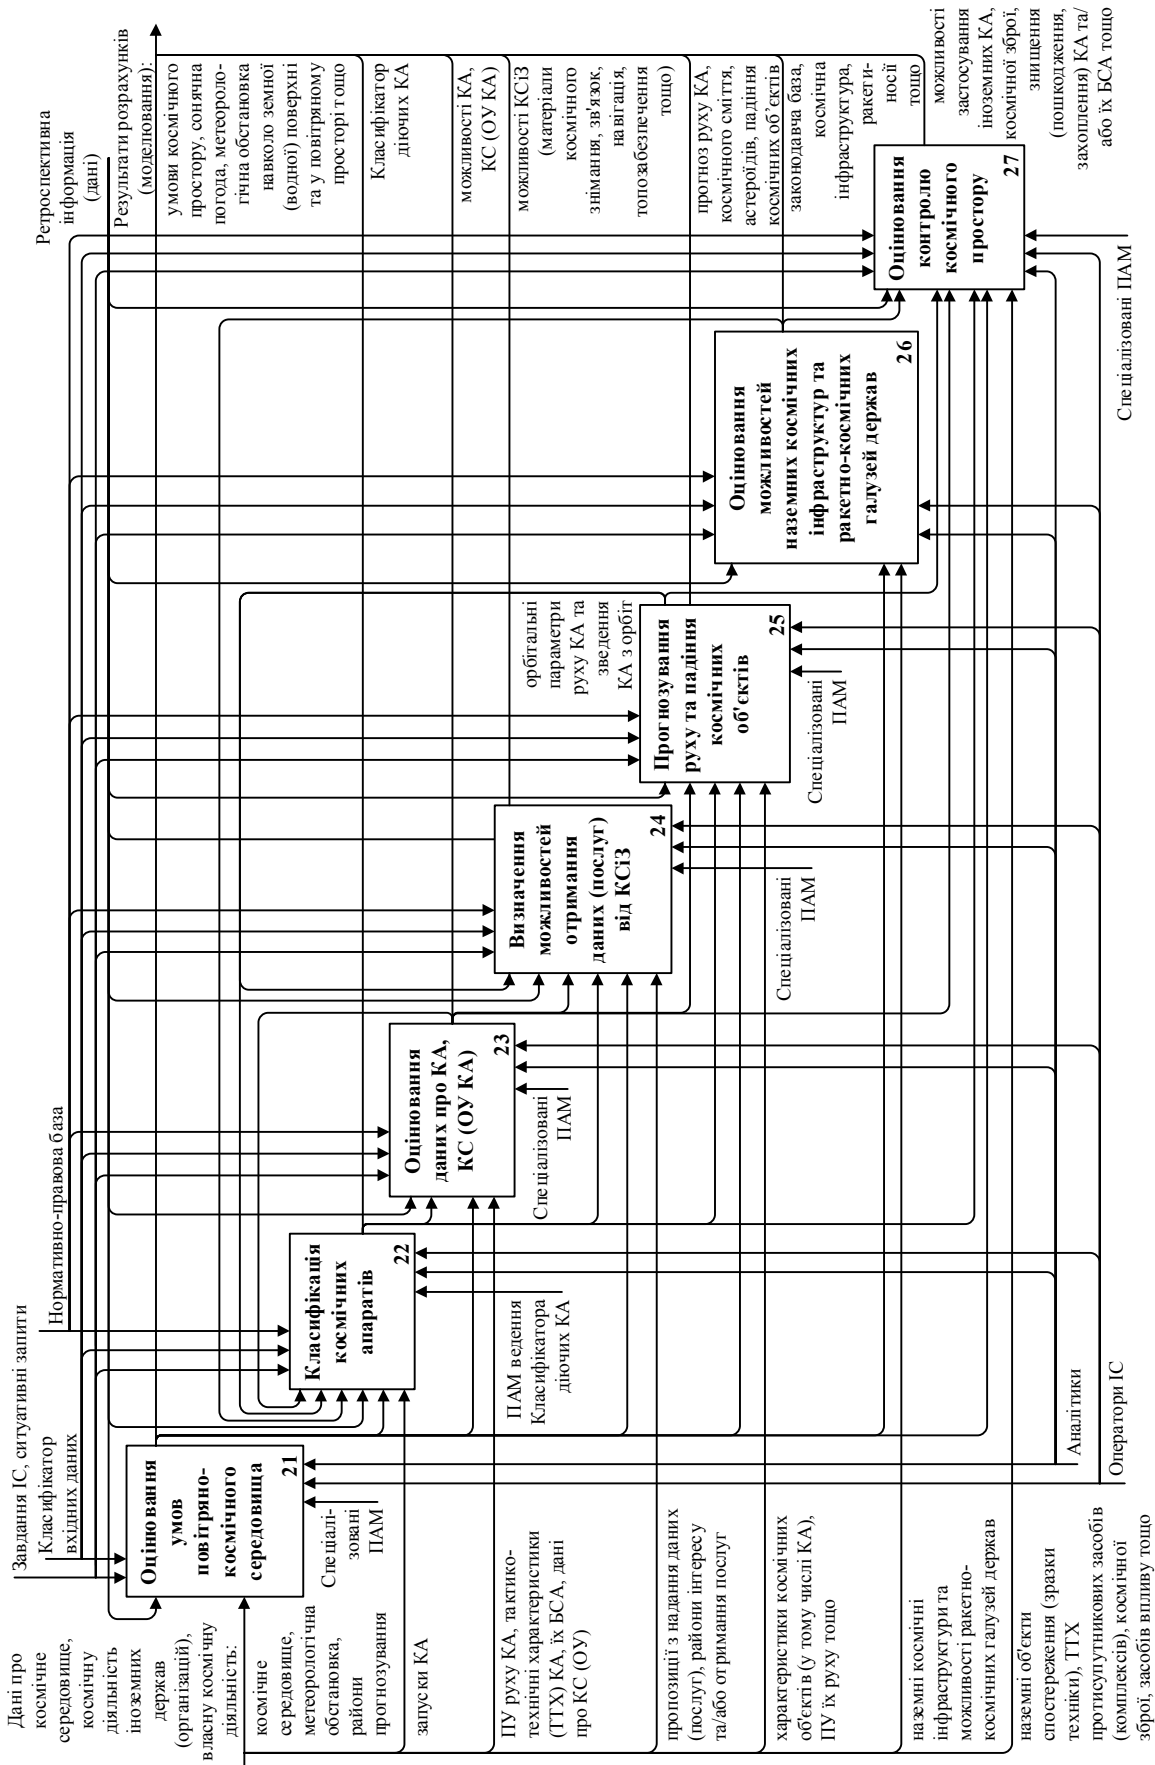 Дані про
космічне
середовище,
космічну
діяльність
іноземних
держав
(організацій),
власну космічну
діяльність:
космічне
середовище,
метеорологічна
обстановка,
райони
прогнозування
запуски КА
ПУ руху КА, тактико-
технічні характеристики
(ТТХ) КА, їх БСА, дані
про КС (ОУ)
пропозиції з надання даних
(послуг), райони інтересу
та/або отримання послуг
характеристики космічних
об'єктів (у тому числі КА),
ПУ їх руху тощо
наземні космічні
інфраструктури та
можливості ракетно-
космічних галузей держав
наземні об'єкти
спостереження (зразки
техніки), ТТХ
протисупутникових засобів
(комплексів), космічної
зброї, засобів впливу тощо
Завдання ІС, ситуативні запити
Класифікатор
вхідних даних
Нормативно-правова база
Ретроспективна
інформація
(дані)
Оцінювання
умов
повітряно-
космічного
середовища
21
Спеціалі-
зовані
ПАМ
Класифікація
космічних
апаратів
22
ПАМ ведення
Класифікатора
діючих КА
Оцінювання
даних про КА,
КС (ОУ КА)
23
Спеціалізовані
ПАМ
Визначення
можливостей
отримання
даних (послуг)
від КСіЗ
24
Спеціалізовані
ПАМ
орбітальні
параметри
руху КА та
зведення
КА з орбіт
Прогнозування
руху та падіння
космічних
об'єктів
25
Спеціалізовані
ПАМ
Оцінювання
можливостей
наземних космічних
інфраструктур та
ракетно-космічних
галузей держав
26
Оцінювання
контролю
космічного
простору
27
Спеціалізовані ПАМ
Аналітики
Оператори ІС
Результати розрахунків
(моделювання):
умови космічного
простору, сонячна
погода, метеороло-
гічна обстановка
навколо земної
(водної) поверхні
та у повітряному
просторі тощо
Класифікатор
діючих КА
можливості КА,
КС (ОУ КА)
можливості КСіЗ
(матеріали
космічного
знімання, зв'язок,
навігація,
топозабезпечення
тощо)
прогноз руху КА,
космічного сміття,
астероїдів, падіння
космічних об’єктів
законодавча база,
космічна
інфраструктура,
ракети-
носії
тощо
можливості
застосування
іноземних КА,
космічної зброї,
знищення
(пошкодження,
захоплення) КА та/
або їх БСА тощо